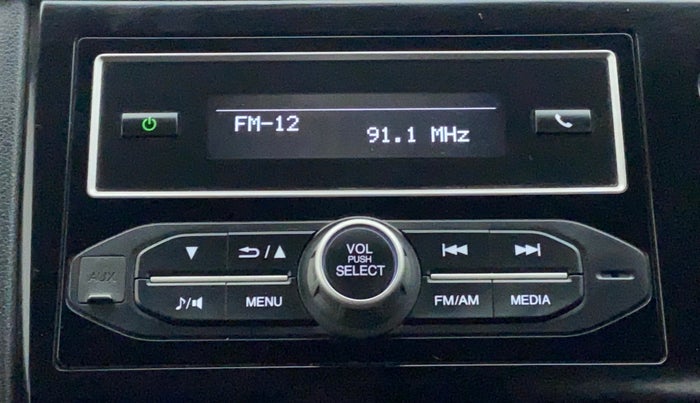 FM-12
91.1 MHz
VOL
PUSH
SELECT
AUX
MENU
FM/AM
MEDIA